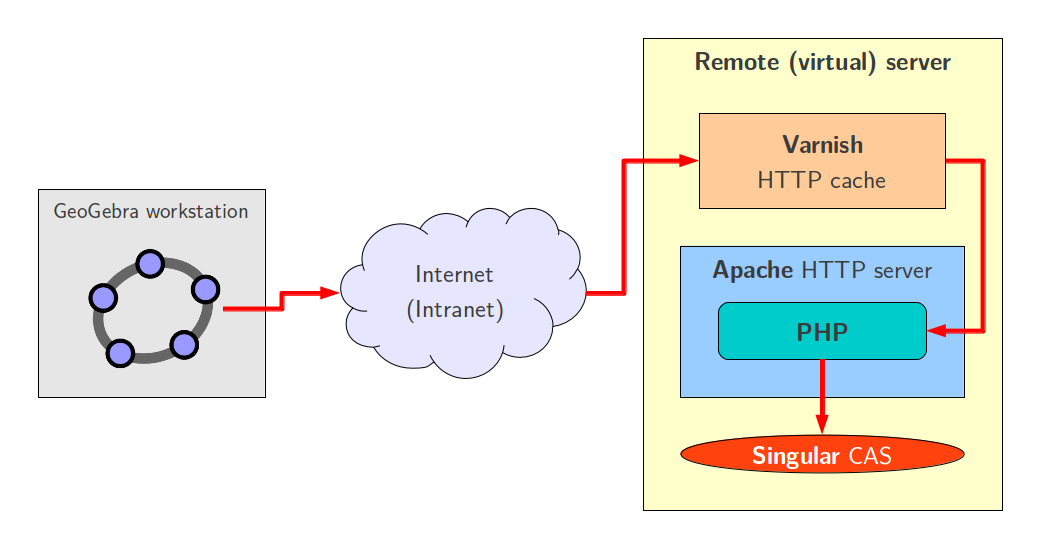 Remote (virtual) server
Varnish
HTTP cache
GeoGebra workstation
Internet
(Intranet)
Apache HTTP server
PHP
Singular CAS